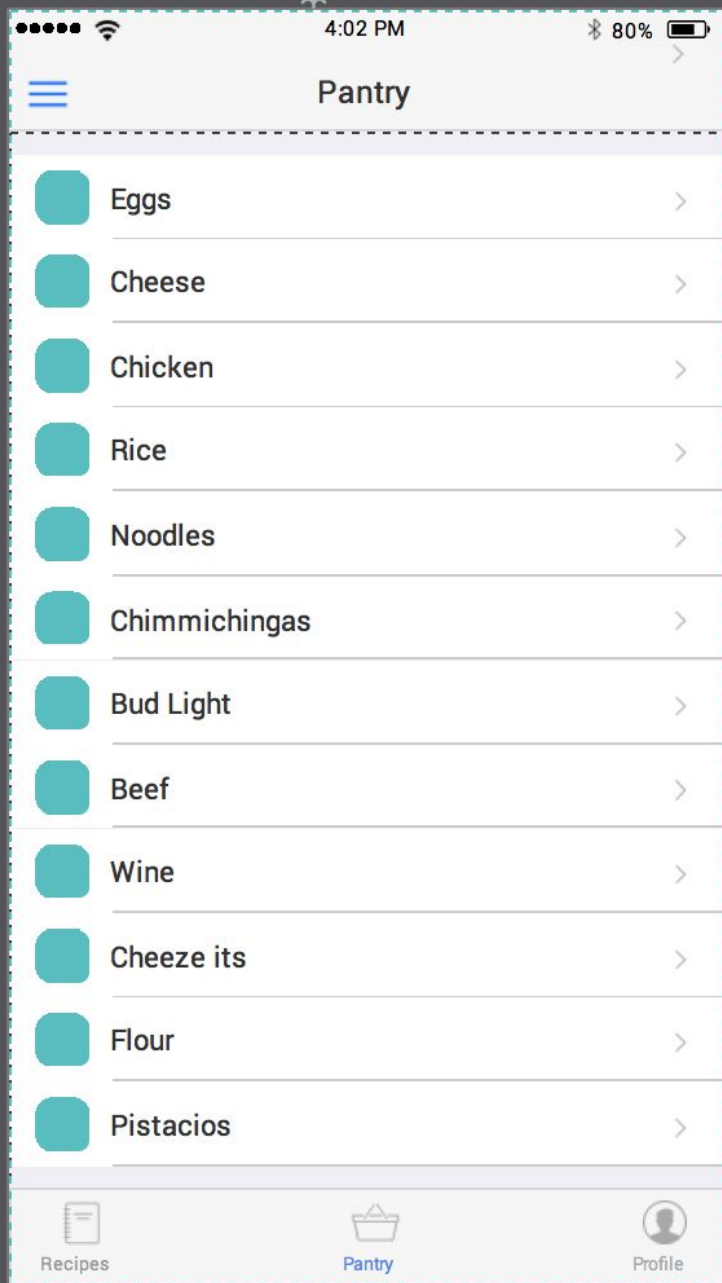 4:02 PM
80%
Pantry
Eggs
Cheese
Chicken
Rice
Noodles
Chimmichingas
Bud Light
Beef
Wine
Cheeze its
Flour
Pistacios
Recipes
Pantry
Profile